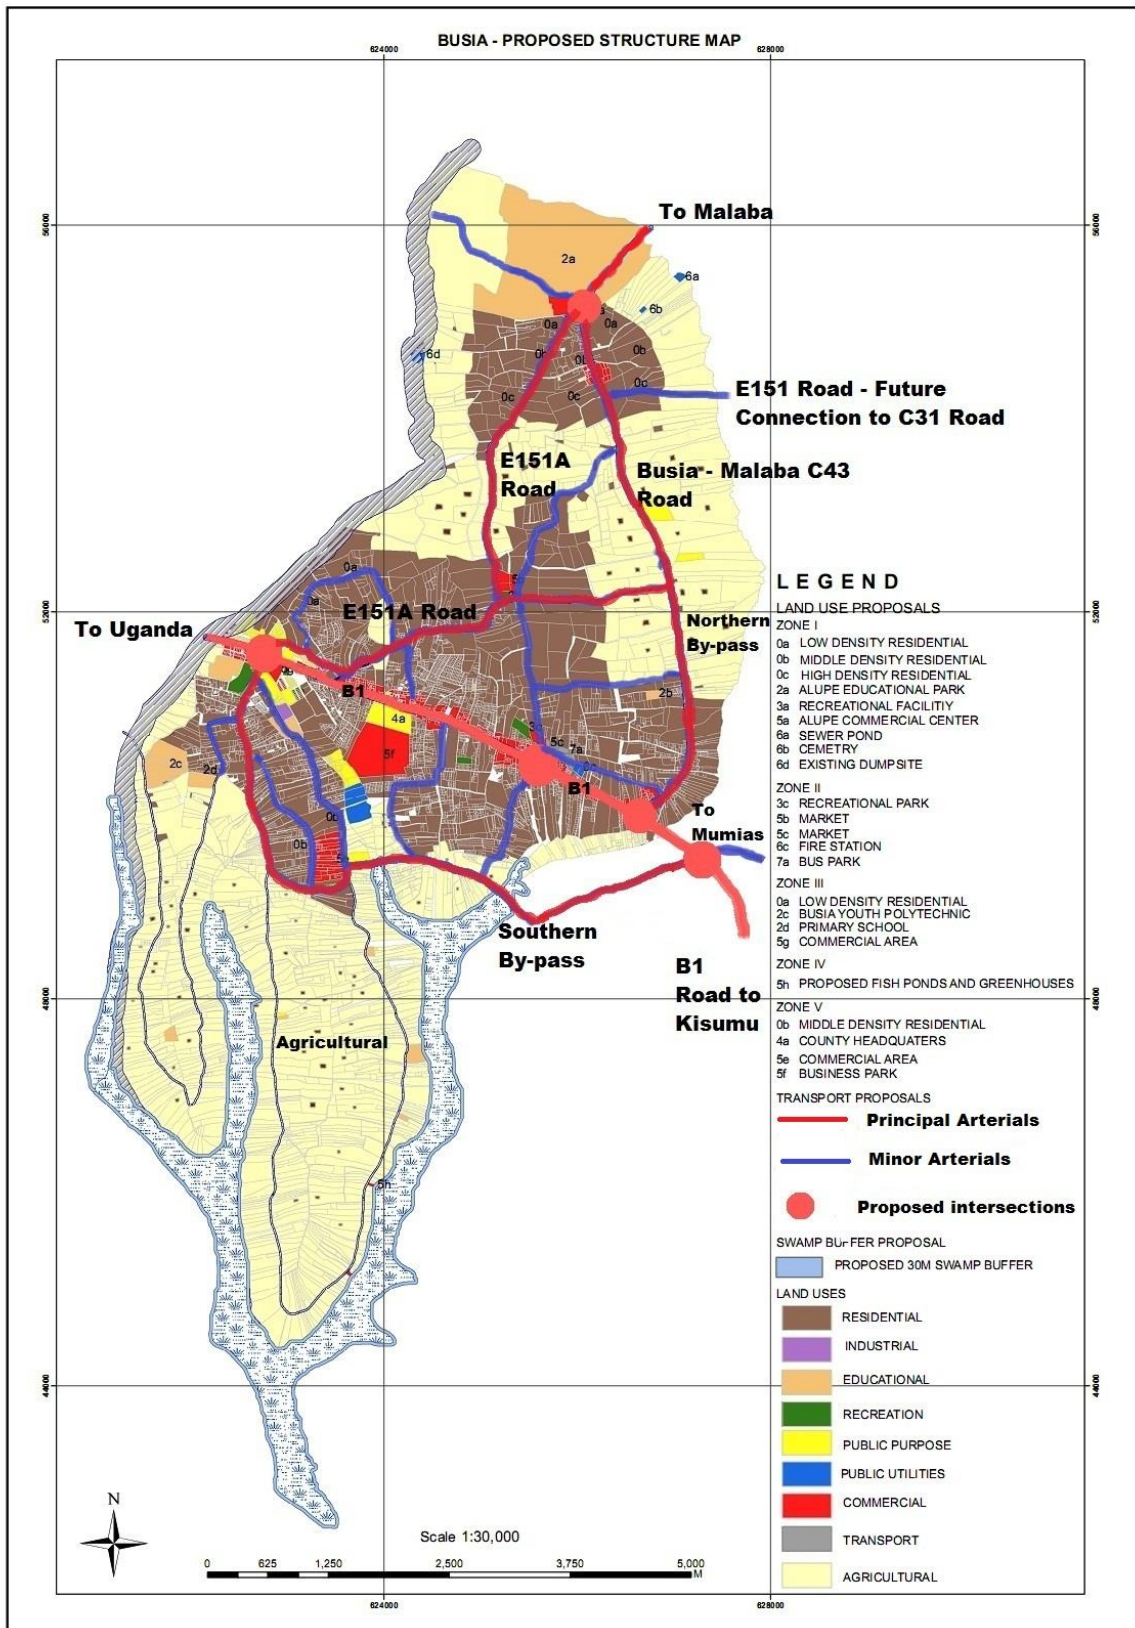 BUSIA - PROPOSED STRUCTURE MAP
624000
628000
56000
56000
To Malaba
2a
6a
6b
0a
0a
6d
0b
0b
0c
0c
0c
E151 Road - Future
Connection to C31 Road
E151A
Road
Busia - Malaba C43
Road
0a
0a
E151A Road
52000
52000
To Uganda
Northern
By-pass
B1
2b
4a
3c
5c
7a
5f
2c
2d
B1
0b
0b
To
Mumias
Southern
By-pass
B1
Road to
Kisumu
48000
48000
Agricultural
5h
44000
44000
LEGEND
LAND USE PROPOSALS
ZONE I
0a LOW DENSITY RESIDENTIAL
0b MIDDLE DENSITY RESIDENTIAL
0c HIGH DENSITY RESIDENTIAL
2a ALUPE EDUCATIONAL PARK
3a RECREATIONAL FACILITIY
5a ALUPE COMMERCIAL CENTER
6a SEWER POND
6b CEMETRY
6d EXISTING DUMPSITE
ZONE II
3c RECREATIONAL PARK
5b MARKET
5c MARKET
6c FIRE STATION
7a BUS PARK
ZONE III
0a LOW DENSITY RESIDENTIAL
2c BUSIA YOUTH POLYTECHNIC
2d PRIMARY SCHOOL
5g COMMERCIAL AREA
ZONE IV
5h PROPOSED FISH PONDS AND GREENHOUSES
ZONE V
0b MIDDLE DENSITY RESIDENTIAL
4a COUNTY HEADQUATERS
5e COMMERCIAL AREA
5f BUSINESS PARK
TRANSPORT PROPOSALS
Principal Arterials
Minor Arterials
Proposed intersections
SWAMP BUFFER PROPOSAL
PROPOSED 30M SWAMP BUFFER
LAND USES
RESIDENTIAL
INDUSTRIAL
EDUCATIONAL
RECREATION
PUBLIC PURPOSE
PUBLIC UTILITIES
COMMERCIAL
TRANSPORT
AGRICULTURAL
N
Scale 1:30,000
0 625 1,250 2,500 3,750 5,000
M
624000
628000